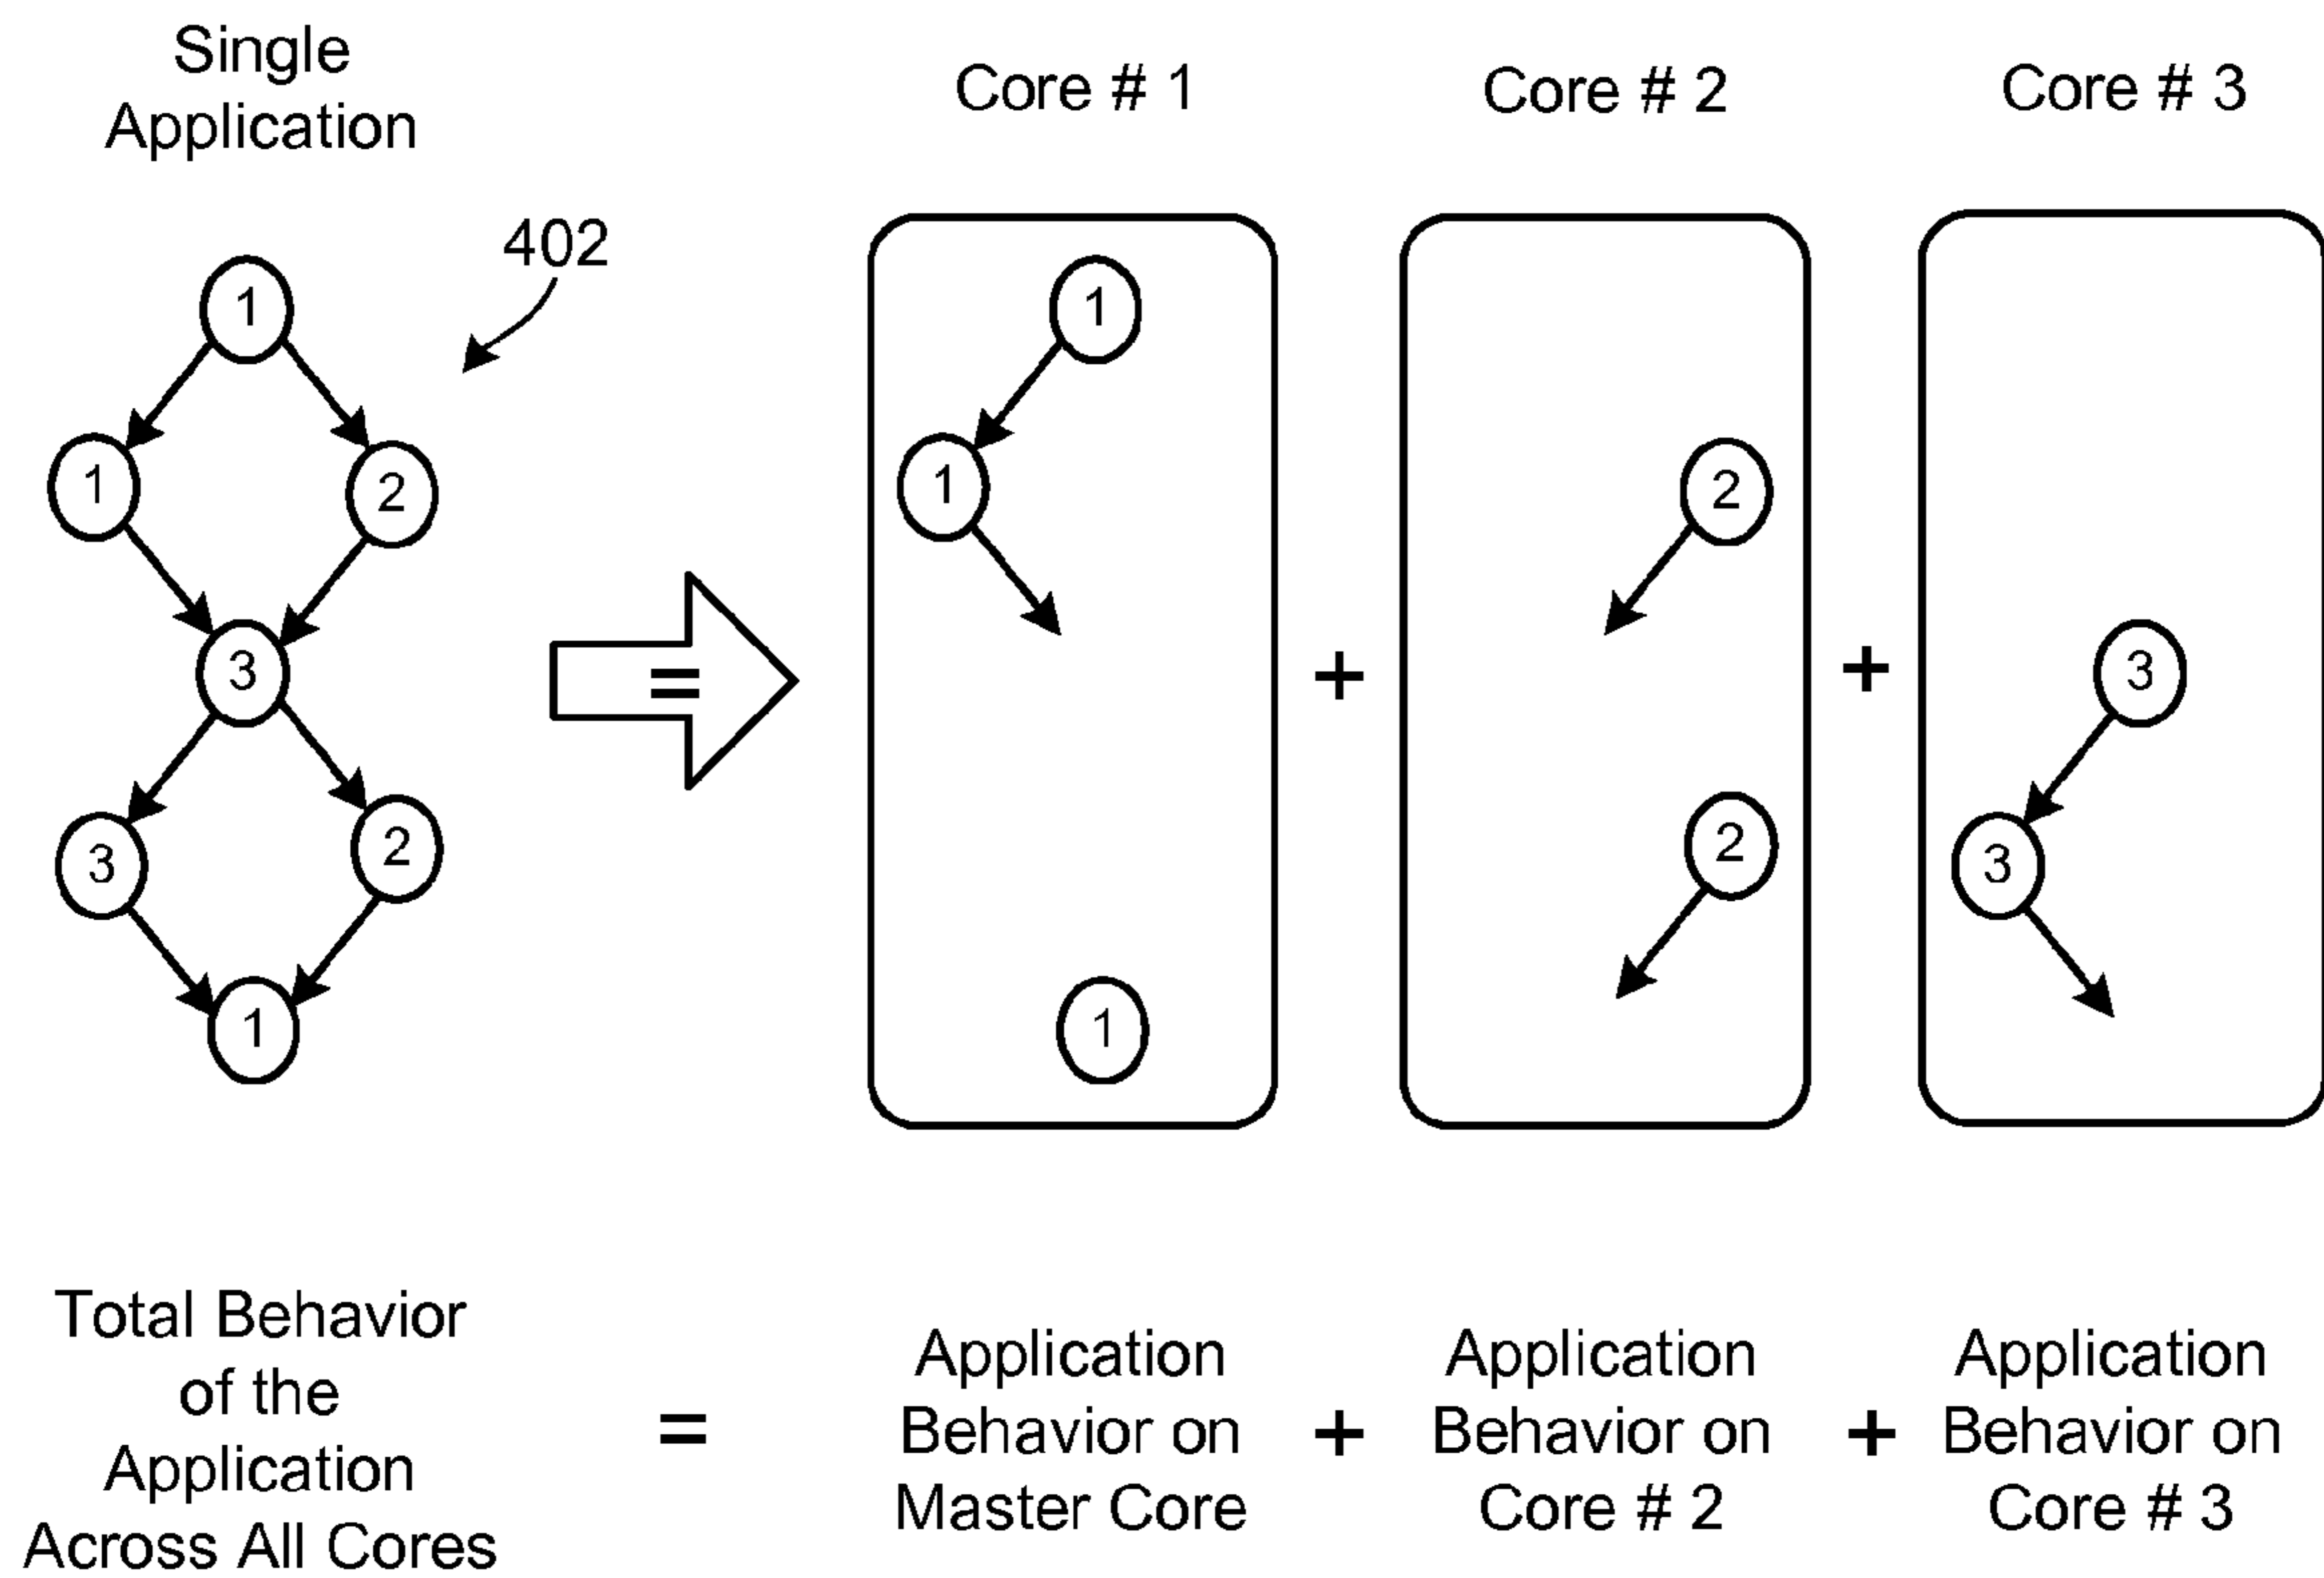 Single
Application
Core # 1
Core # 2
Core # 3
402
1
1
2
3
3
2
1
=
1
1
1
+
2
2
+
3
3
Total Behavior
of the
Application
Across All Cores
=
Application
Behavior on
Master Core
+
Application
Behavior on
Core # 2
+
Application
Behavior on
Core # 3